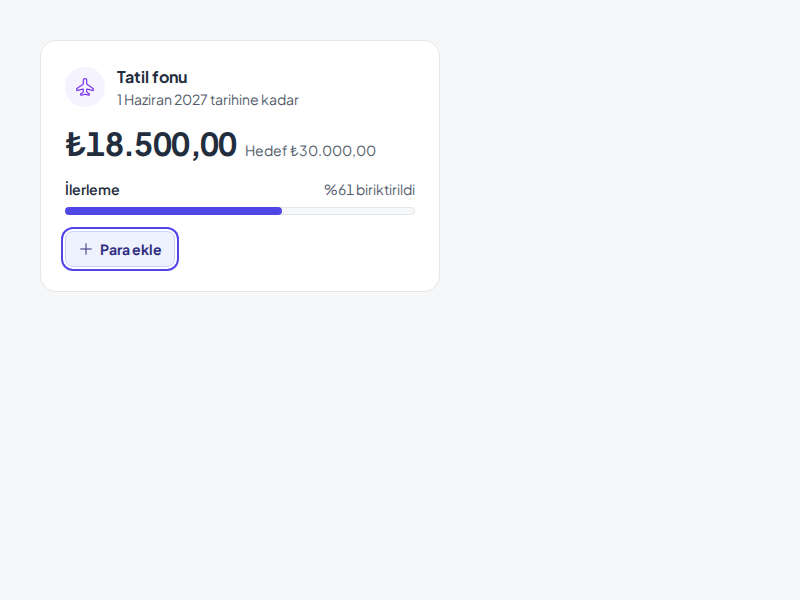 Tatil fonu
1 Haziran 2027 tarihine kadar
₺18.500,00 Hedef ₺30.000,00
İlerleme %61 biriktirildi
Para ekle